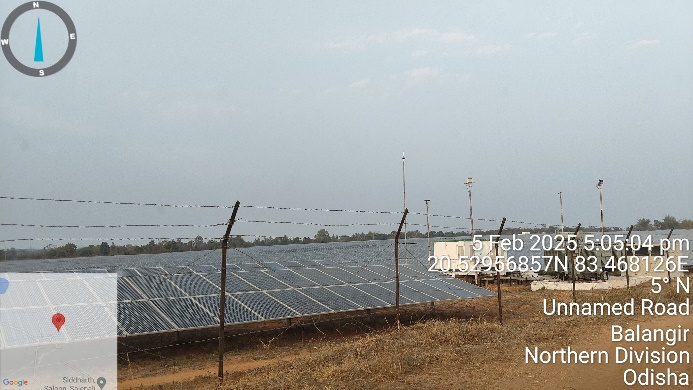 N
W E
S
5 Feb 2025 5:05:04 pm
20.52956857N 83.468126E
5° N
Unnamed Road
Balangir
Northern Division
Odisha
Google
Siddharth,